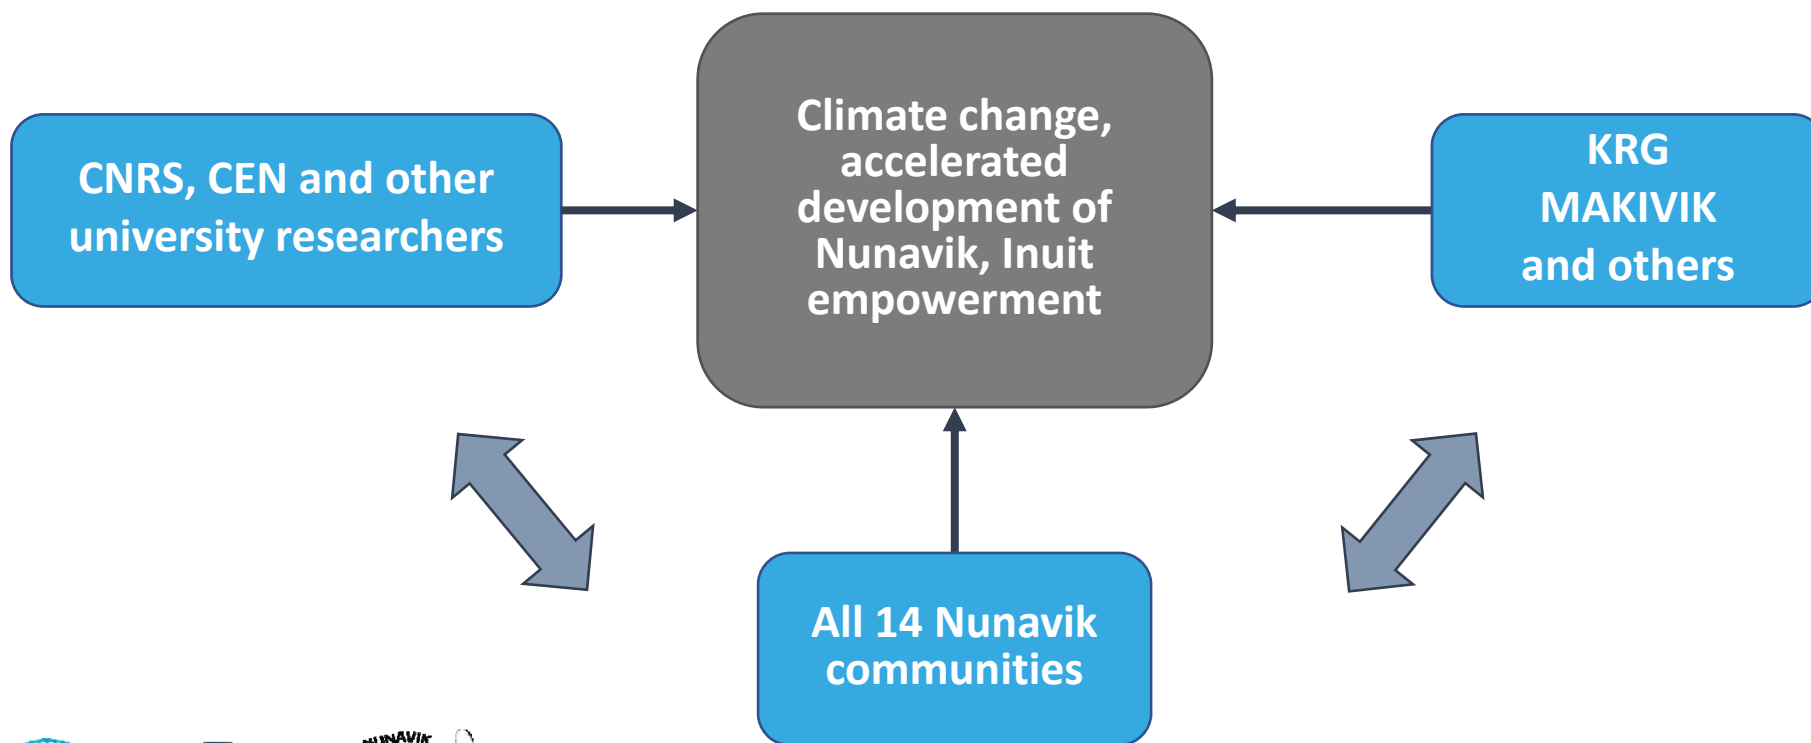 Climate change,
accelerated
development of
Nunavik, Inuit
empowerment
CNRS, CEN and other
university researchers
KRG
MAKIVIK
and others
All 14 Nunavik
communities
NUNAVIK